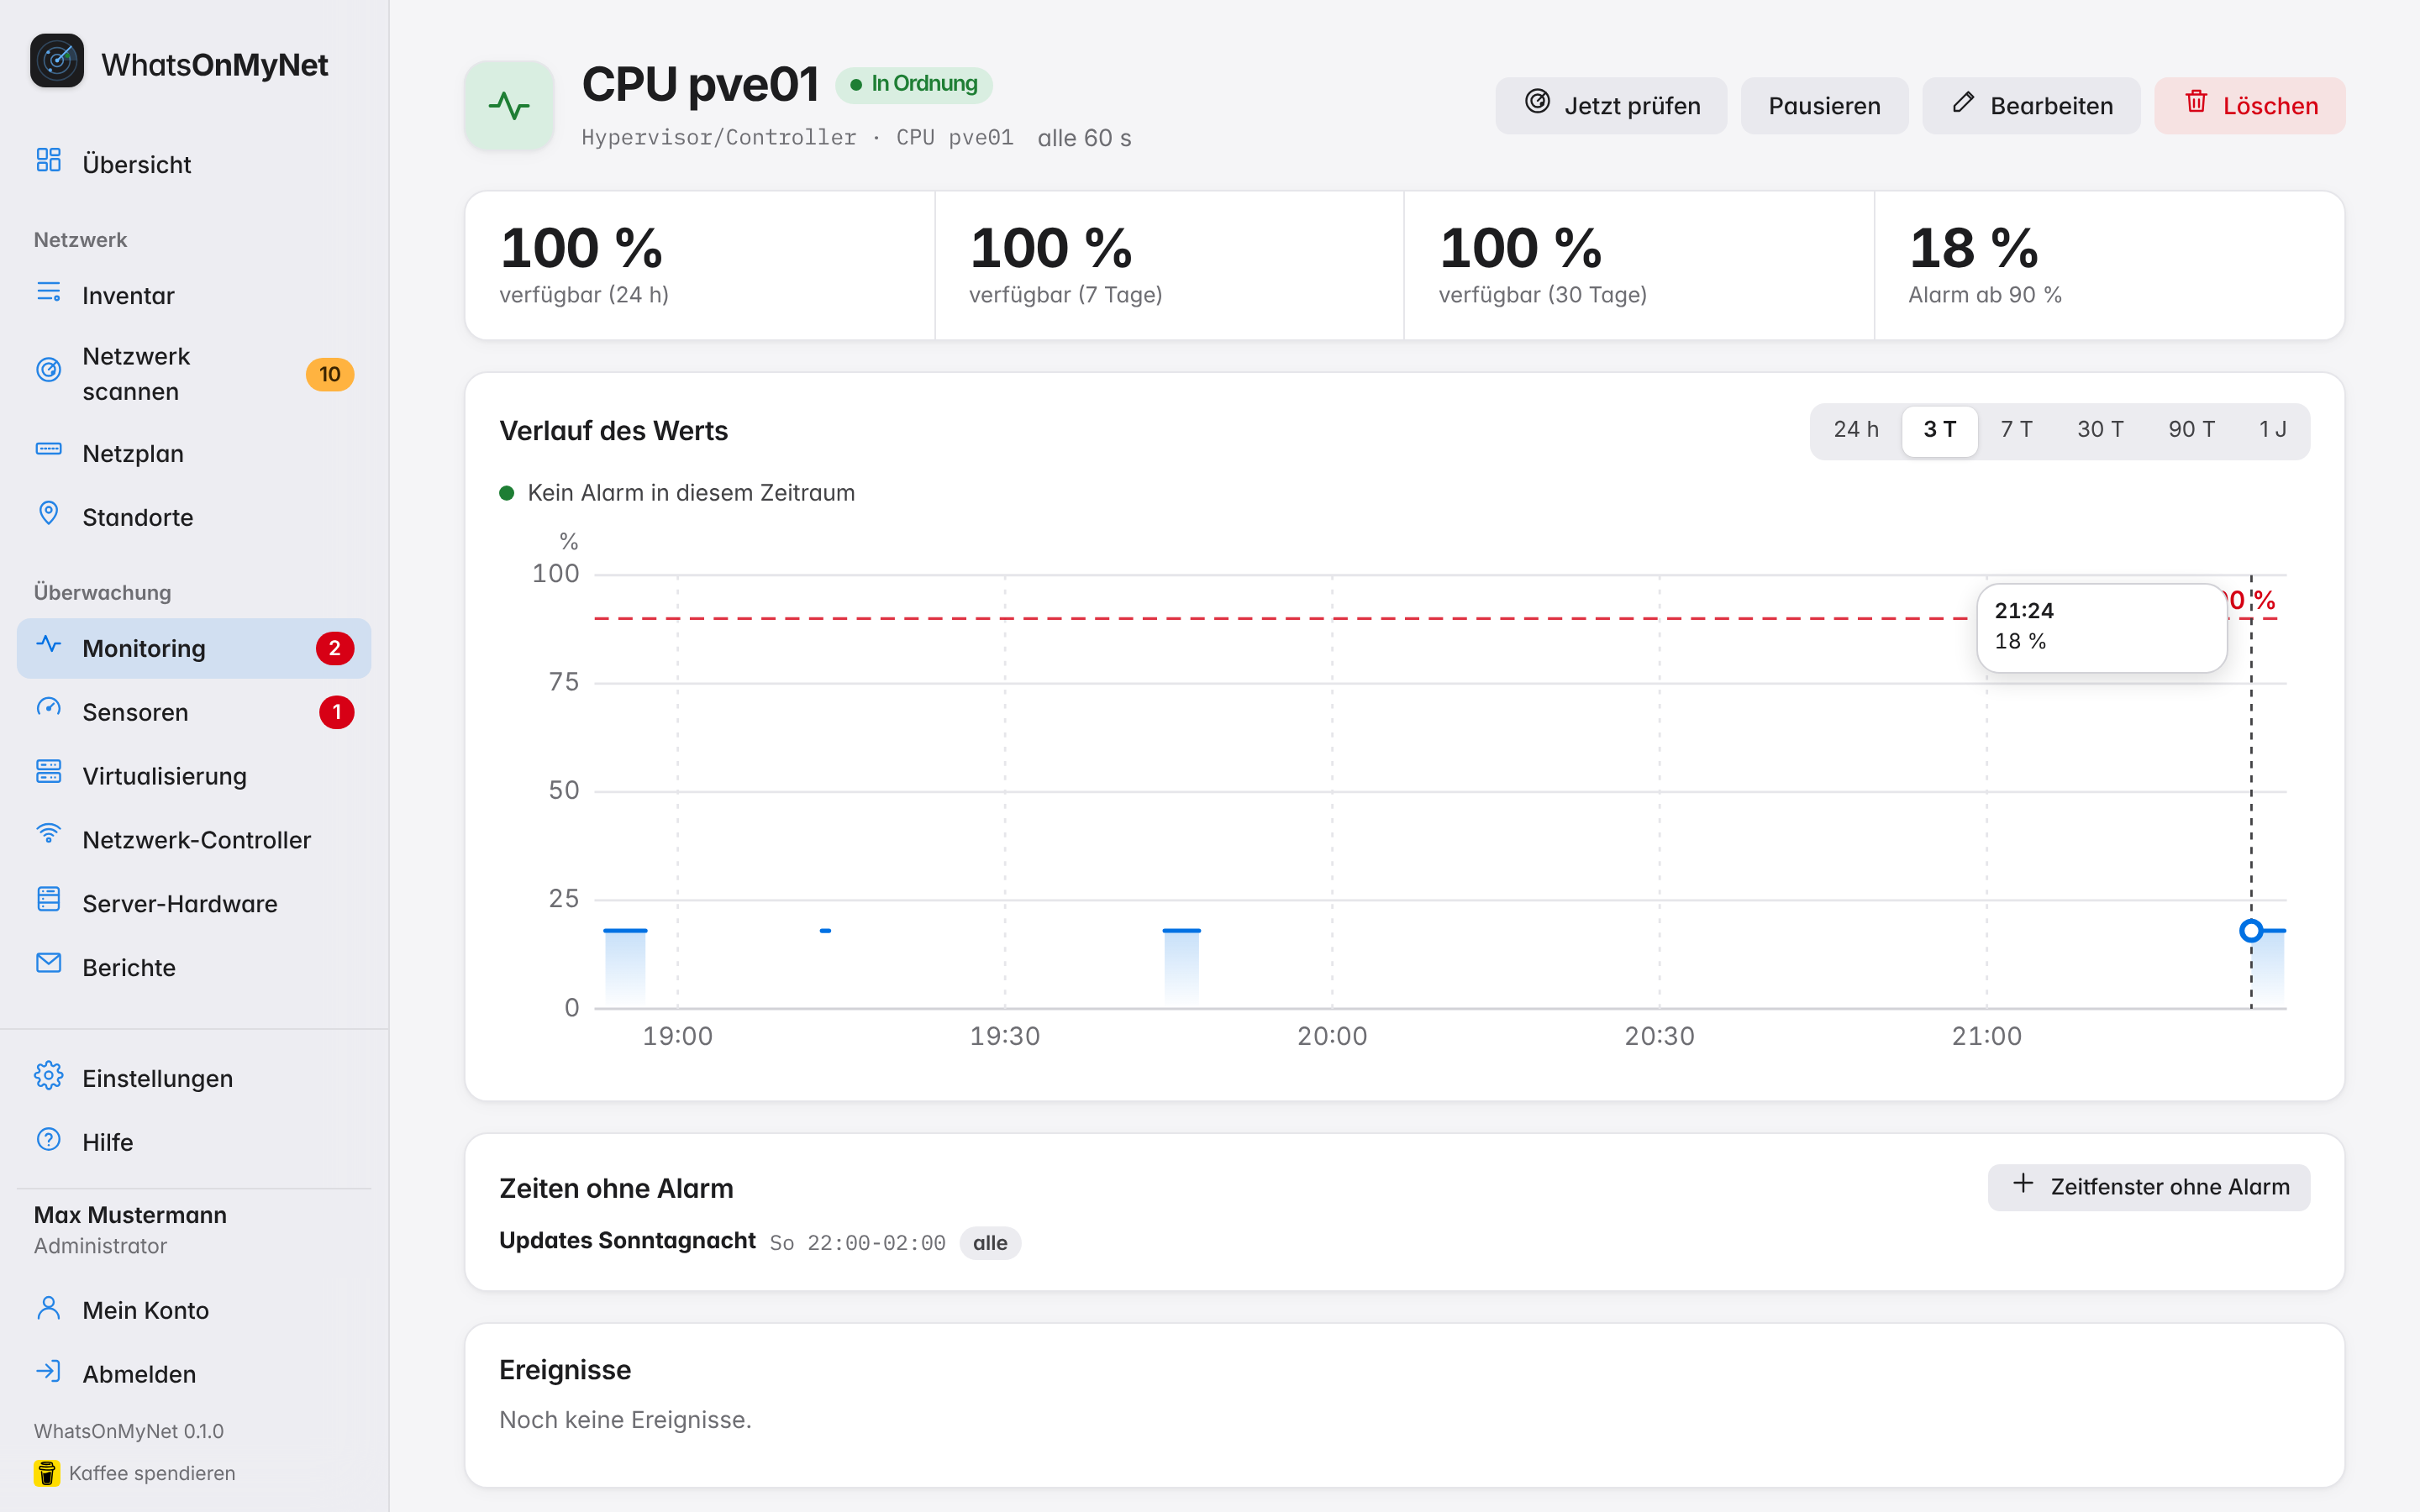 WhatsOnMyNet
Übersicht
Netzwerk
Inventar
Netzwerk
scannen
10
Netzplan
Standorte
Überwachung
Monitoring
2
Sensoren
1
Virtualisierung
Netzwerk-Controller
Server-Hardware
Berichte
Einstellungen
Hilfe
Max Mustermann
Administrator
Mein Konto
Abmelden
WhatsOnMyNet 0.1.0
Kaffee spendieren
CPU pve01
In Ordnung
Hypervisor/Controller · CPU pve01 alle 60 s
Jetzt prüfen
Pausieren
Bearbeiten
Löschen
100 %
verfügbar (24 h)
100 %
verfügbar (7 Tage)
100 %
verfügbar (30 Tage)
18 %
Alarm ab 90 %
Verlauf des Werts
24 h 3 T 7 T 30 T 90 T 1 J
Kein Alarm in diesem Zeitraum
%
100
75
50
25
0
21:24
18 %
0 %
19:00 19:30 20:00 20:30 21:00
Zeiten ohne Alarm
+ Zeitfenster ohne Alarm
Updates Sonntagnacht So 22:00-02:00 alle
Ereignisse
Noch keine Ereignisse.